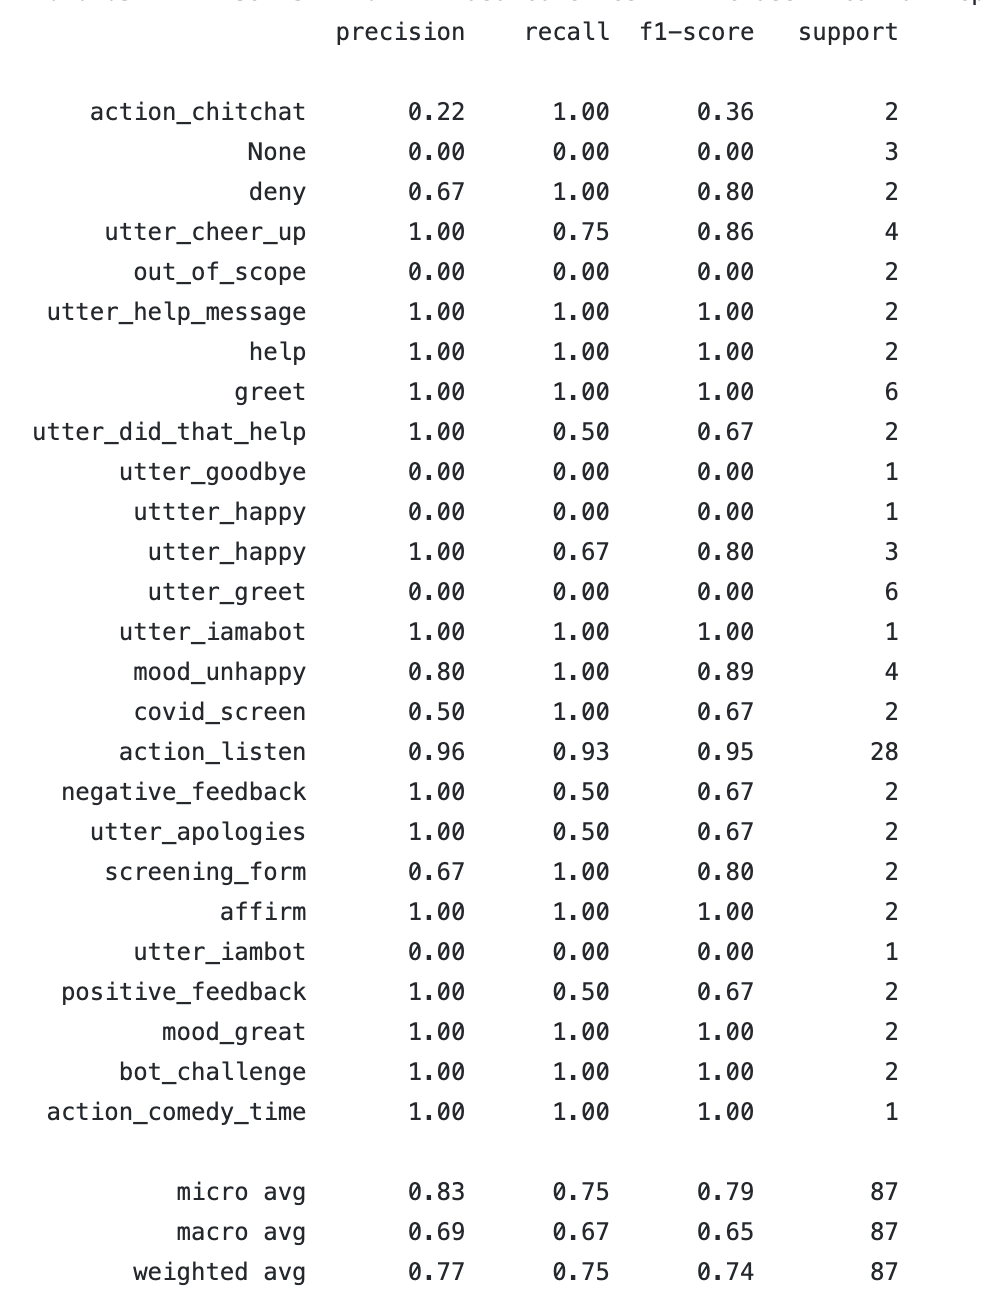 precision recall f1-score support
action_chitchat 0.22 1.00 0.36 2
None 0.00 0.00 0.00 3
deny 0.67 1.00 0.80 2
utter_cheer_up 1.00 0.75 0.86 4
out_of_scope 0.00 0.00 0.00 2
utter_help_message 1.00 1.00 1.00 2
help 1.00 1.00 1.00 2
greet 1.00 1.00 1.00 6
utter_did_that_help 1.00 0.50 0.67 2
utter_goodbye 0.00 0.00 0.00 1
uttter_happy 0.00 0.00 0.00 1
utter_happy 1.00 0.67 0.80 3
utter_greet 0.00 0.00 0.00 6
utter_iamabot 1.00 1.00 1.00 1
mood_unhappy 0.80 1.00 0.89 4
covid_screen 0.50 1.00 0.67 2
action_listen 0.96 0.93 0.95 28
negative_feedback 1.00 0.50 0.67 2
utter_apologies 1.00 0.50 0.67 2
screening_form 0.67 1.00 0.80 2
affirm 1.00 1.00 1.00 2
utter_iambot 0.00 0.00 0.00 1
positive_feedback 1.00 0.50 0.67 2
mood_great 1.00 1.00 1.00 2
bot_challenge 1.00 1.00 1.00 2
action_comedy_time 1.00 1.00 1.00 1
micro avg 0.83 0.75 0.79 87
macro avg 0.69 0.67 0.65 87
weighted avg 0.77 0.75 0.74 87